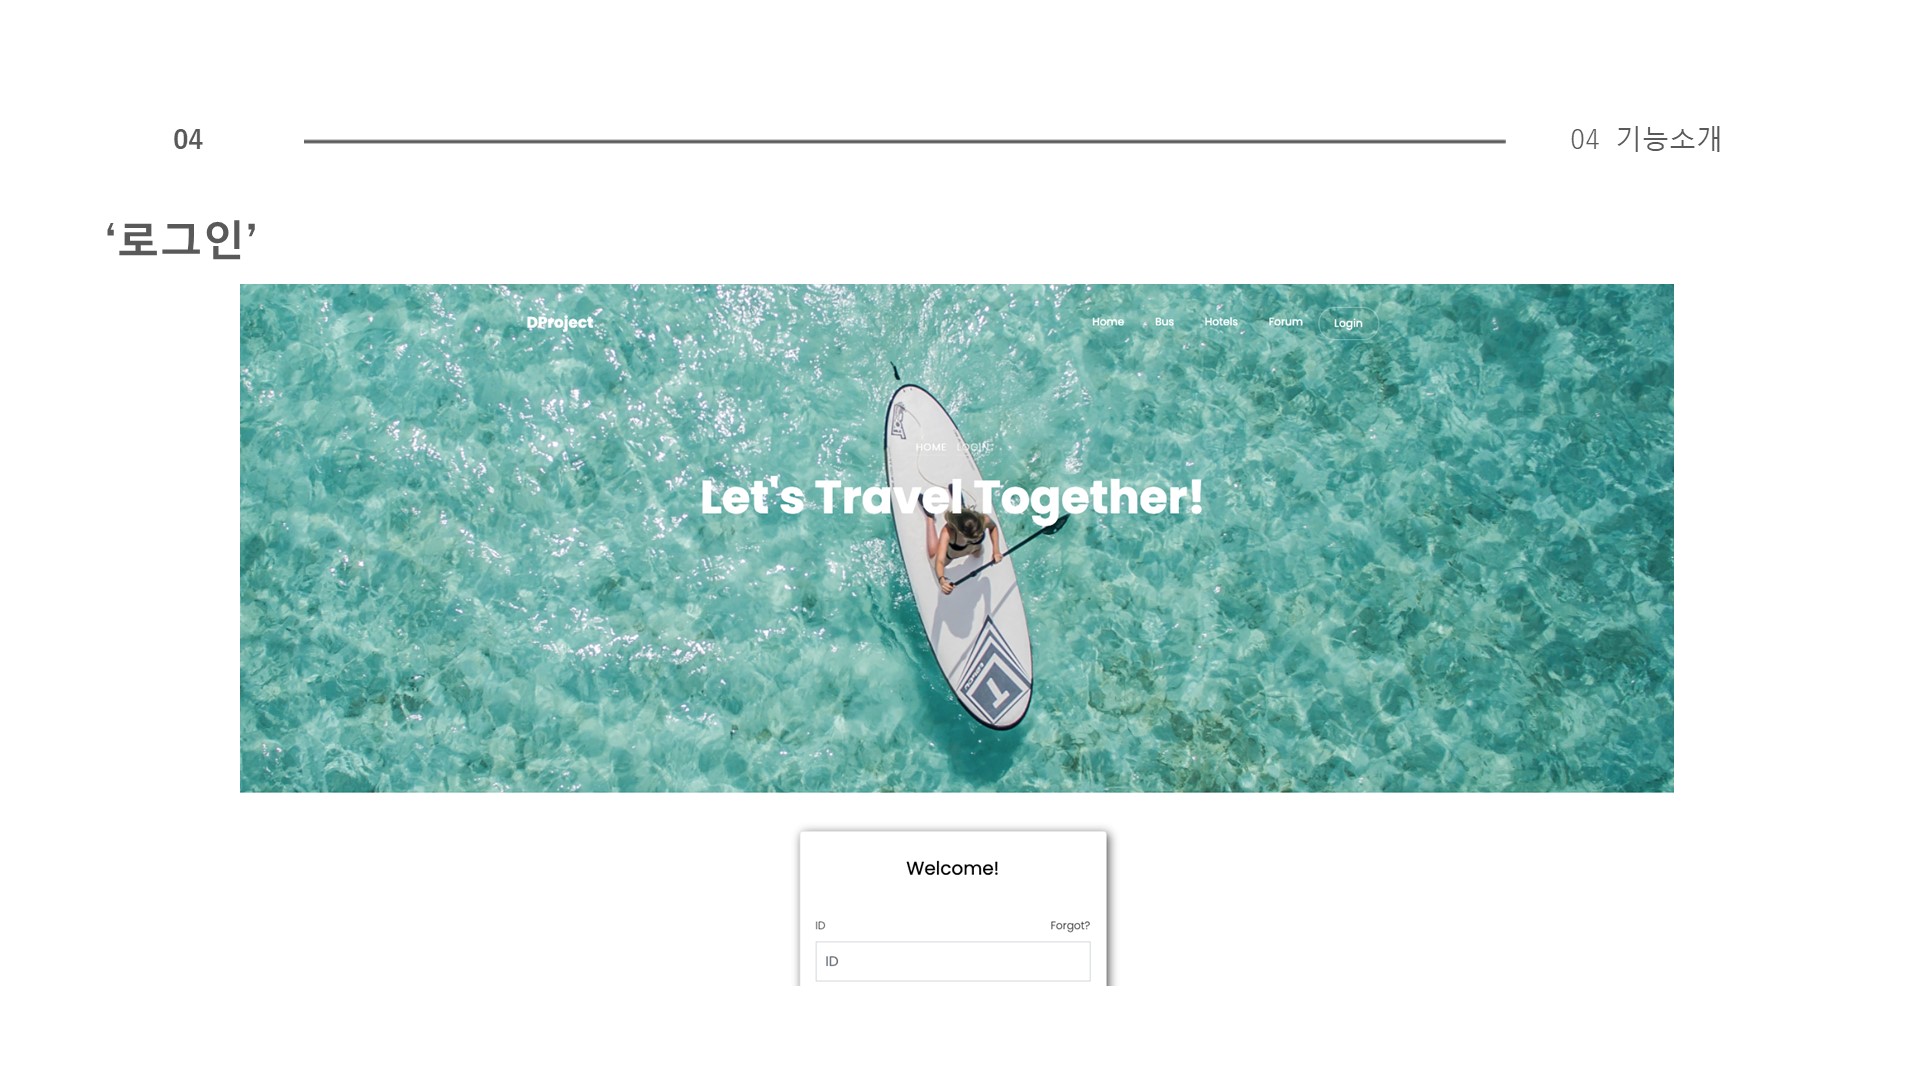 04
04 기능소개
‘로그인’
DProject
Home Bus Hotels Forum Login
HOME LOGIN
Let's Travel Together!
T
Welcome!
ID Forgot?
ID